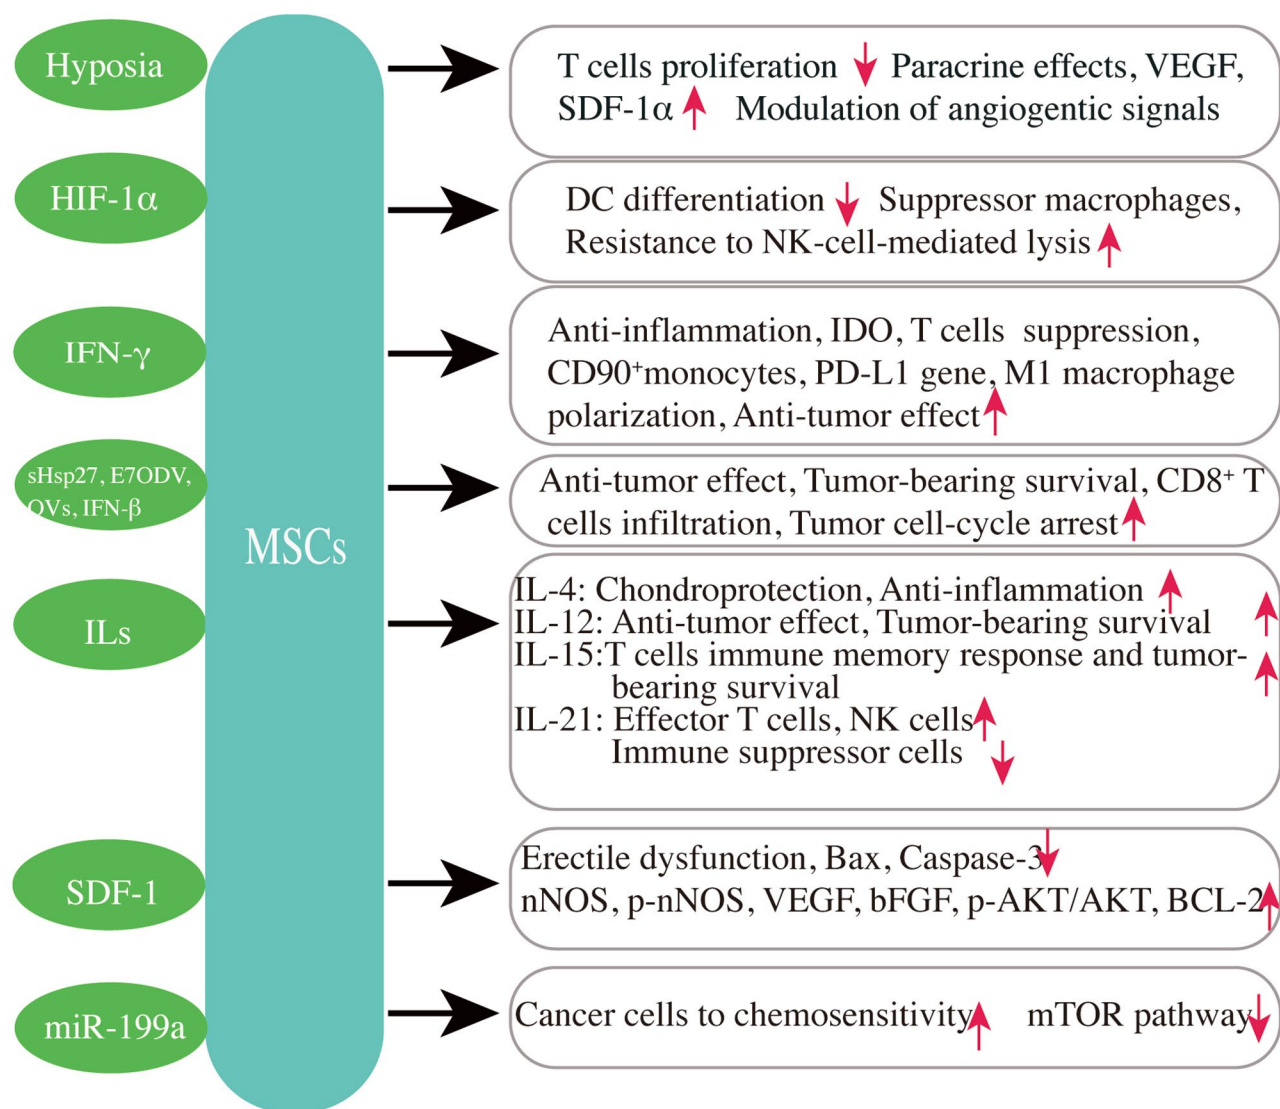 Hyposia
T cells proliferation ↓ Paracrine effects, VEGF,
SDF-1α ↑ Modulation of angiogentic signals
HIF-1α
DC differentiation ↓ Suppressor macrophages,
Resistance to NK-cell-mediated lysis ↑
IFN-γ
Anti-inflammation, IDO, T cells suppression,
CD90⁺monocytes, PD-L1 gene, M1 macrophage
polarization, Anti-tumor effect ↑
sHsp27, E7ODV,
OVs, IFN-β
Anti-tumor effect, Tumor-bearing survival, CD8⁺ T
cells infiltration, Tumor cell-cycle arrest ↑
MSCs
ILs
IL-4: Chondroprotection, Anti-inflammation ↑
IL-12: Anti-tumor effect, Tumor-bearing survival ↑
IL-15:T cells immune memory response and tumor- ↑
bearing survival
IL-21: Effector T cells, NK cells ↑
Immune suppressor cells ↓
SDF-1
Erectile dysfunction, Bax, Caspase-3 ↓
nNOS, p-nNOS, VEGF, bFGF, p-AKT/AKT, BCL-2 ↑
miR-199a
Cancer cells to chemosensitivity ↑ mTOR pathway ↓